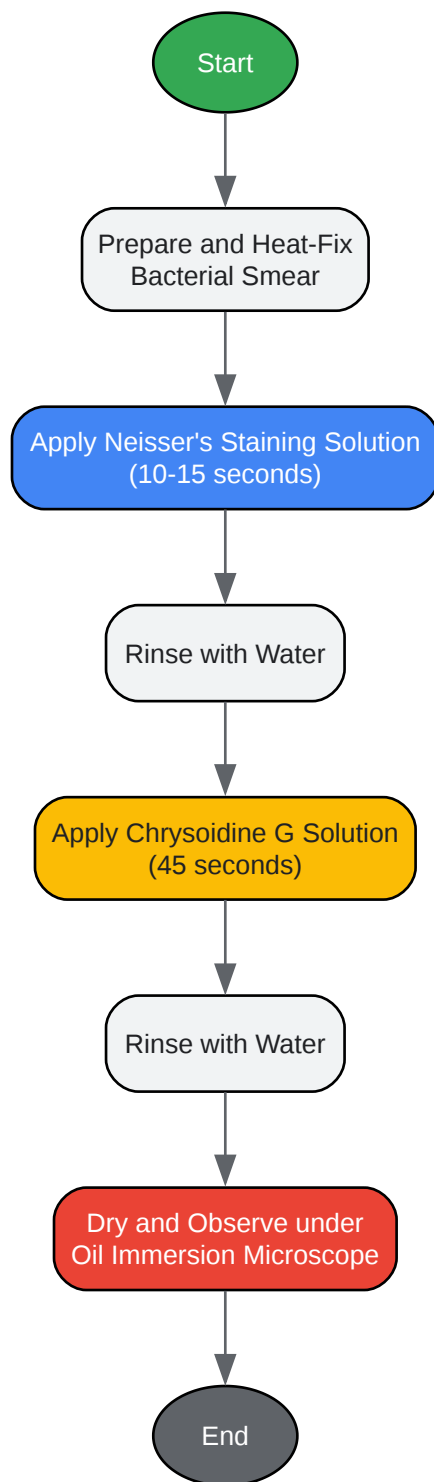 Start
Prepare and Heat-Fix
Bacterial Smear
Apply Neisser's Staining Solution
(10-15 seconds)
Rinse with Water
Apply Chrysoidine G Solution
(45 seconds)
Rinse with Water
Dry and Observe under
Oil Immersion Microscope
End